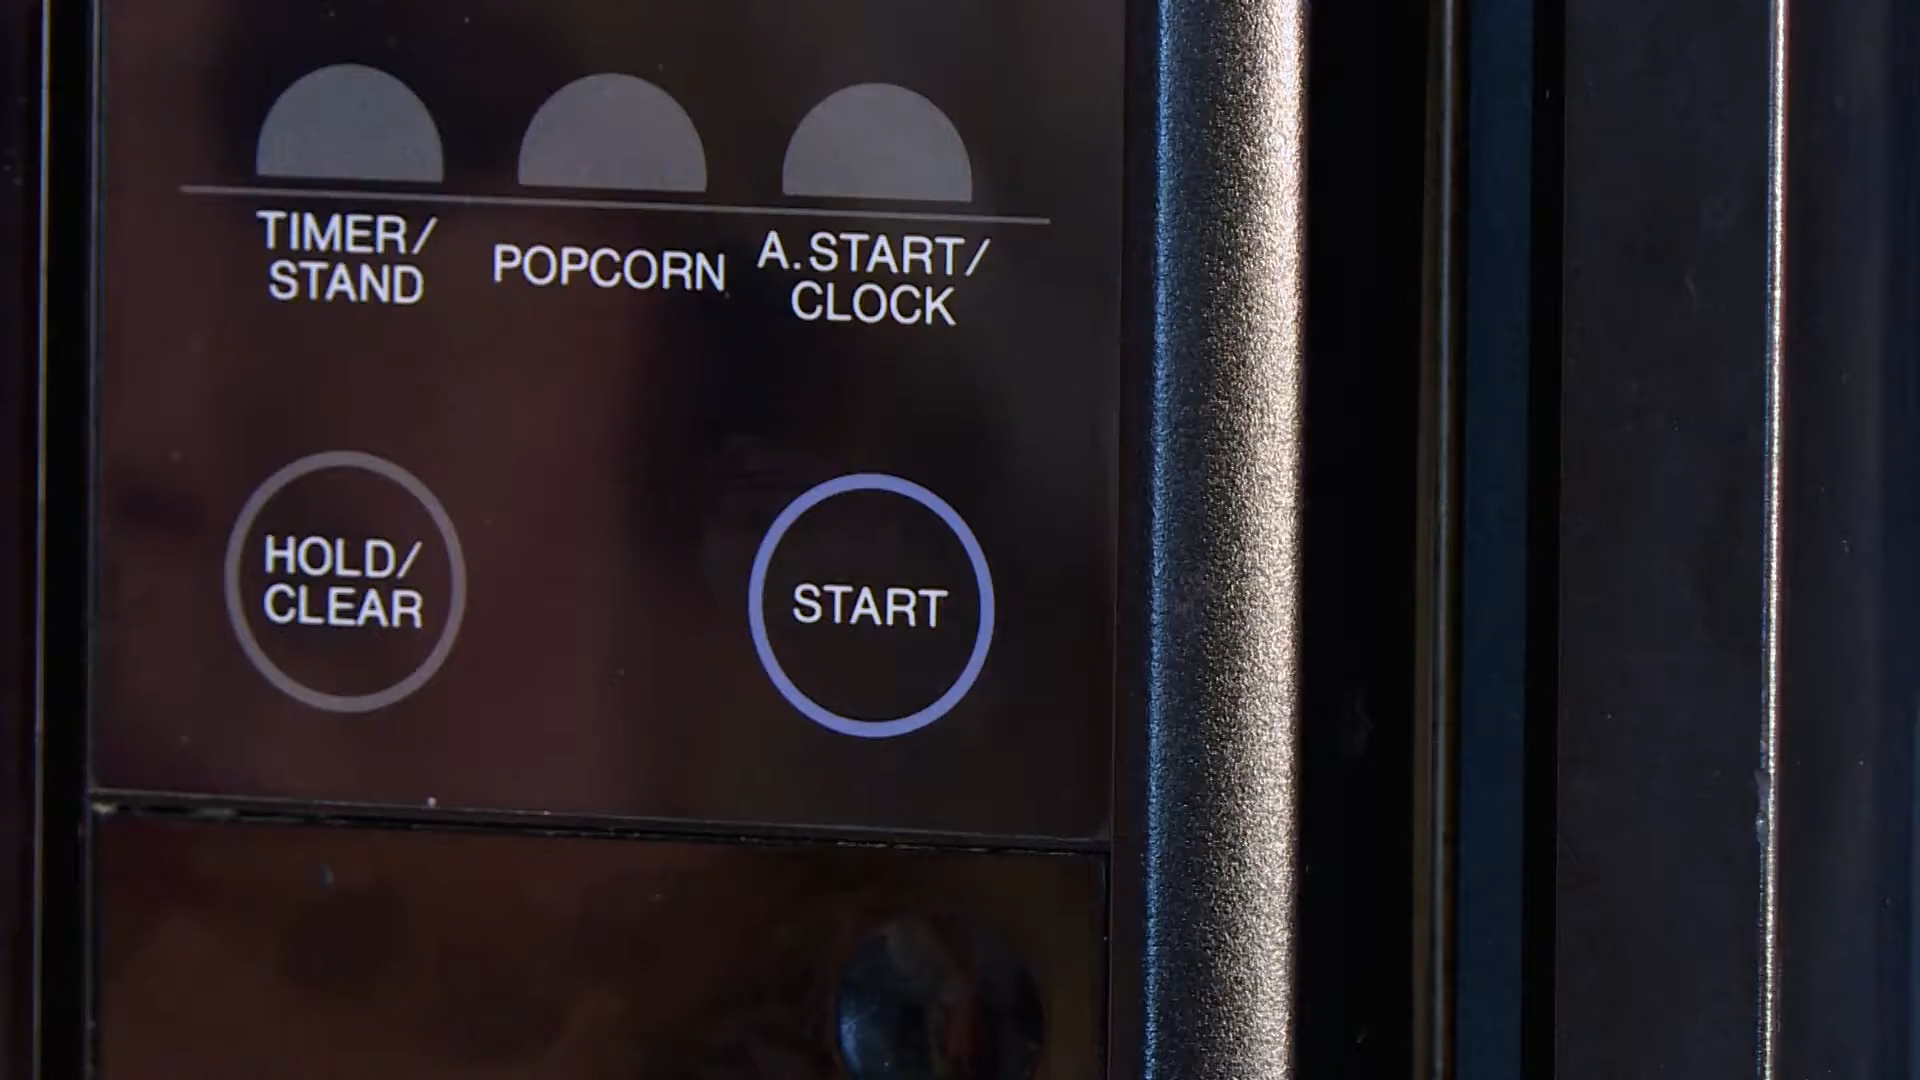 TIMER/
STAND
POPCORN
A.START/
CLOCK
HOLD/
CLEAR
START